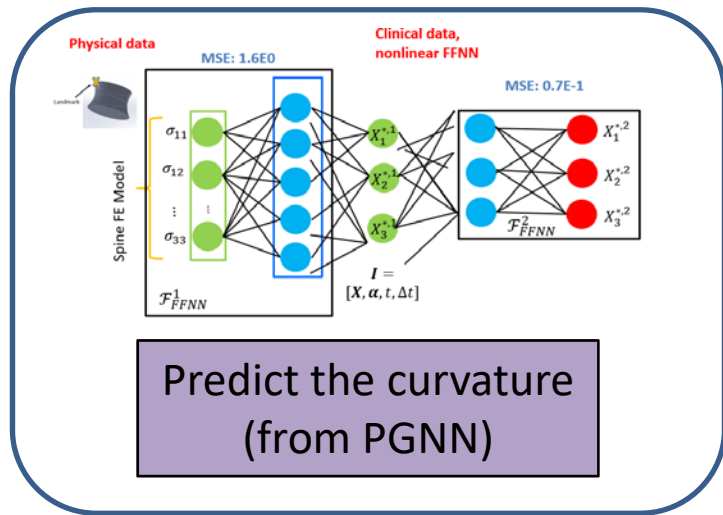 Physical data
Clinical data,
nonlinear FFNN
MSE: 1.6E0
MSE: 0.7E-1
Landmark
Spine FE Model
σ₁₁
σ₁₂
⋮ ⋮
σ₃₃
X₁*,¹
X₂*,¹
X₃*,¹
X₁*,²
X₂*,²
X₃*,²
ℱ¹FFNN
ℱ²FFNN
I =
[X, α, t, Δt]
Predict the curvature
(from PGNN)